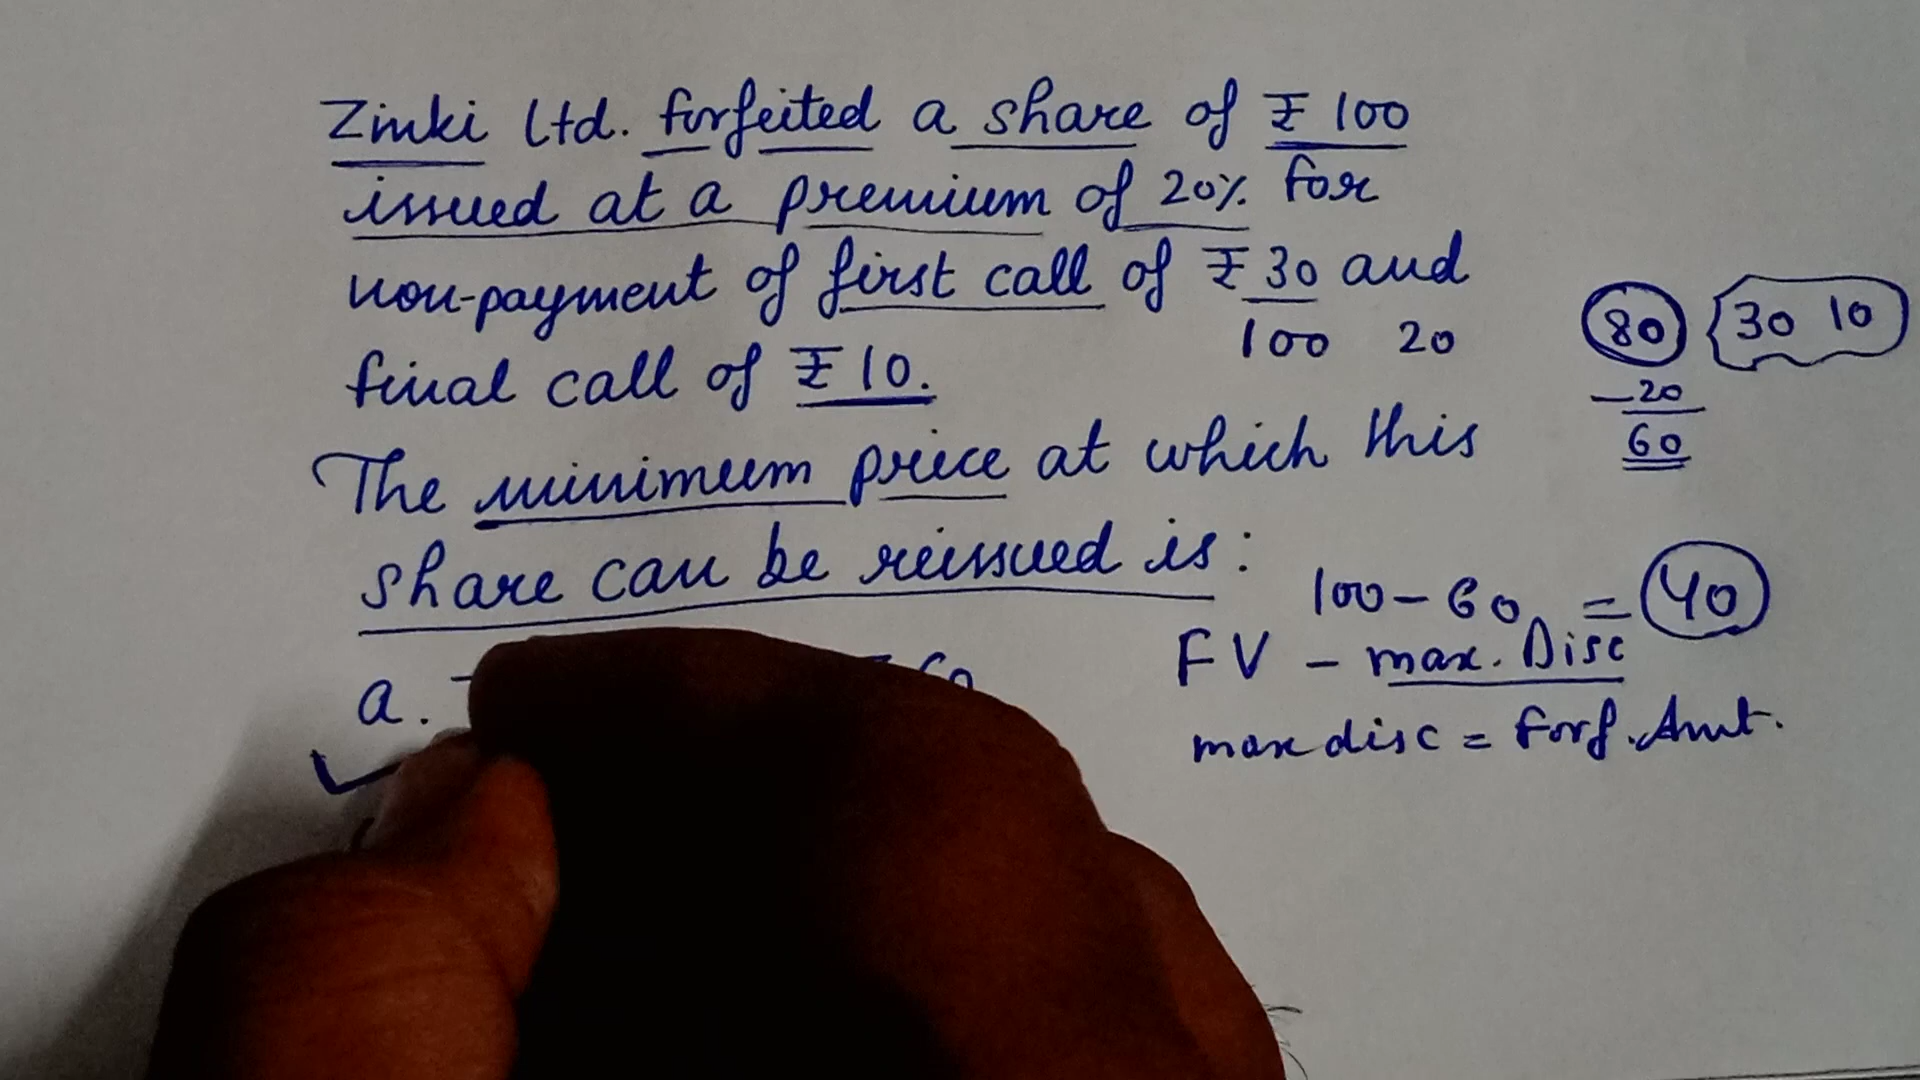 Zinki Ltd. forfeited a share of ₹ 100
issued at a premium of 20% for
non-payment of first call of ₹ 30 and
100 20
final call of ₹ 10.
80 30 10
-20
60
The minimum price at which this
share can be reissued is:
100 - 60 = 40
FV - max. Disc
max disc = Forf. Amt.
a.